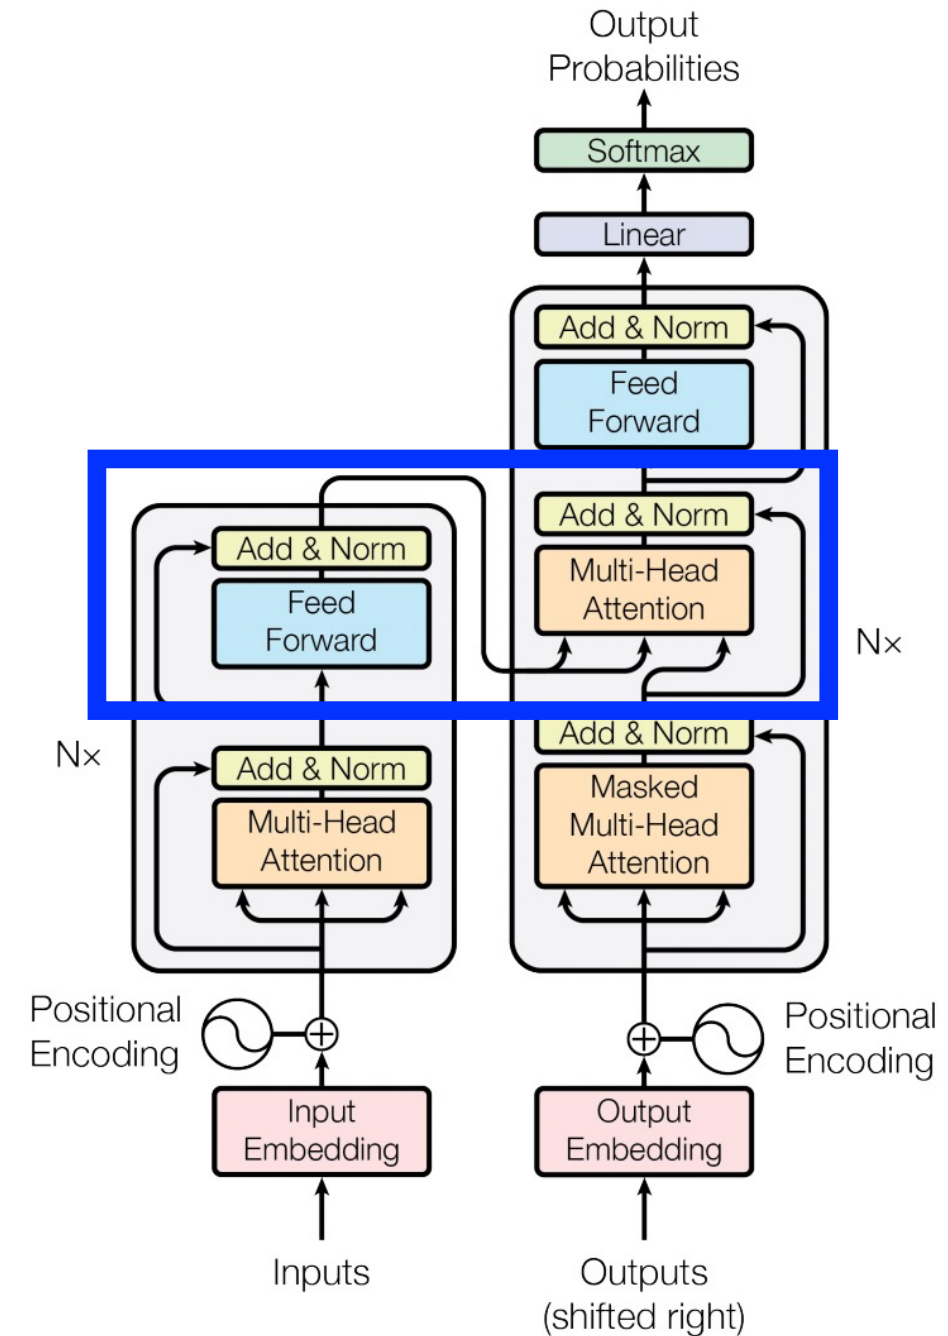 Output
Probabilities
Softmax
Linear
Add & Norm
Feed
Forward
Add & Norm
Multi-Head
Attention
Nx
Add & Norm
Masked
Multi-Head
Attention
Add & Norm
Feed
Forward
Nx
Add & Norm
Multi-Head
Attention
Positional
Encoding
Positional
Encoding
Input
Embedding
Output
Embedding
Inputs
Outputs
(shifted right)